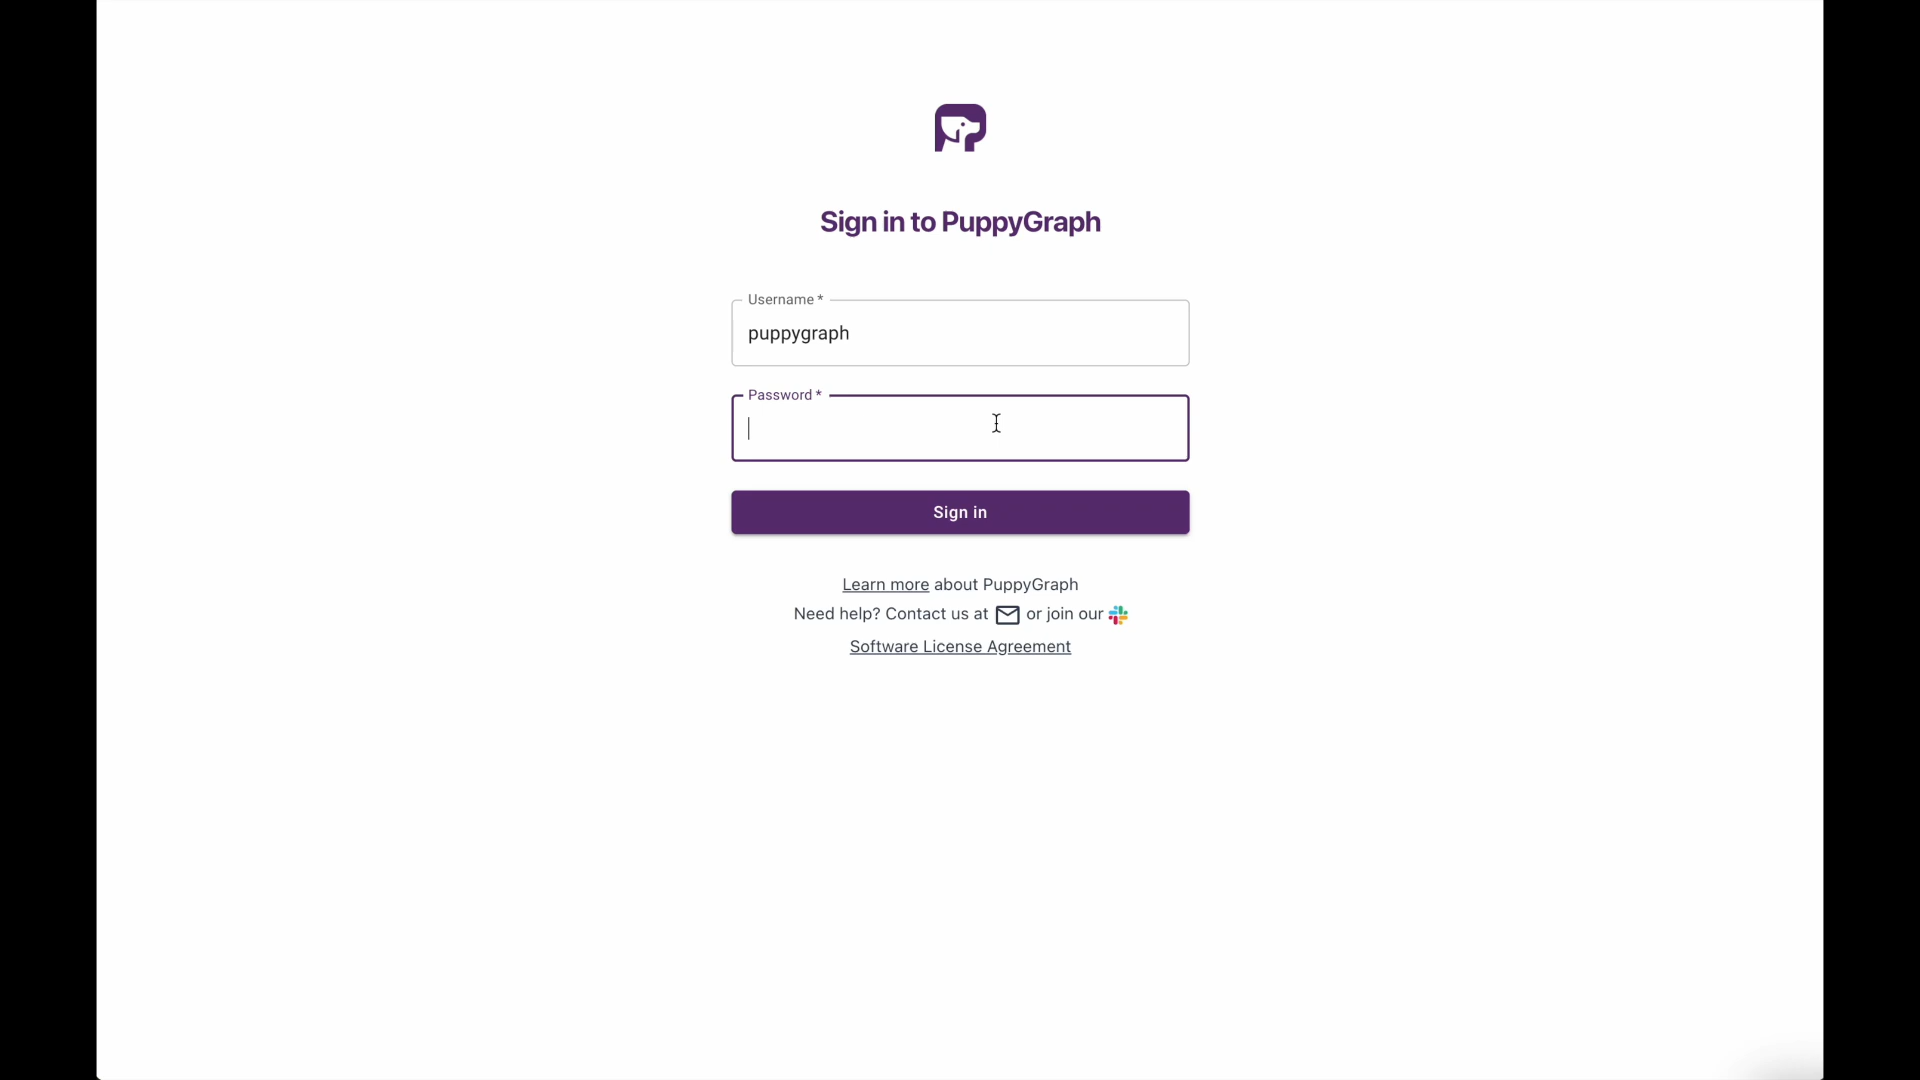 Sign in to PuppyGraph
Username *
puppygraph
Password *
Sign in
Learn more about PuppyGraph
Need help? Contact us at or join our
Software License Agreement